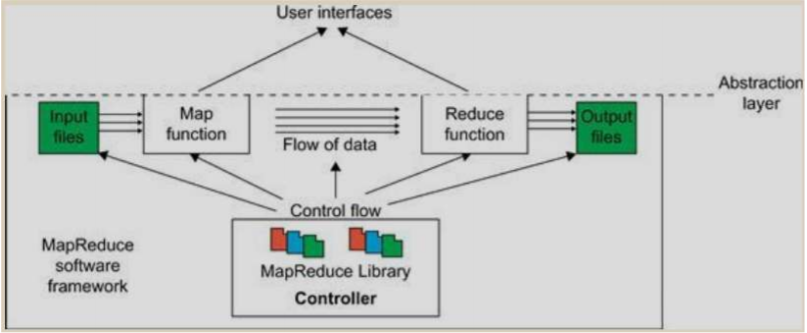 User interfaces
Abstraction
layer
Input
files
Map
function
Flow of data
Reduce
function
Output
files
Control flow
MapReduce
software
framework
MapReduce Library
Controller